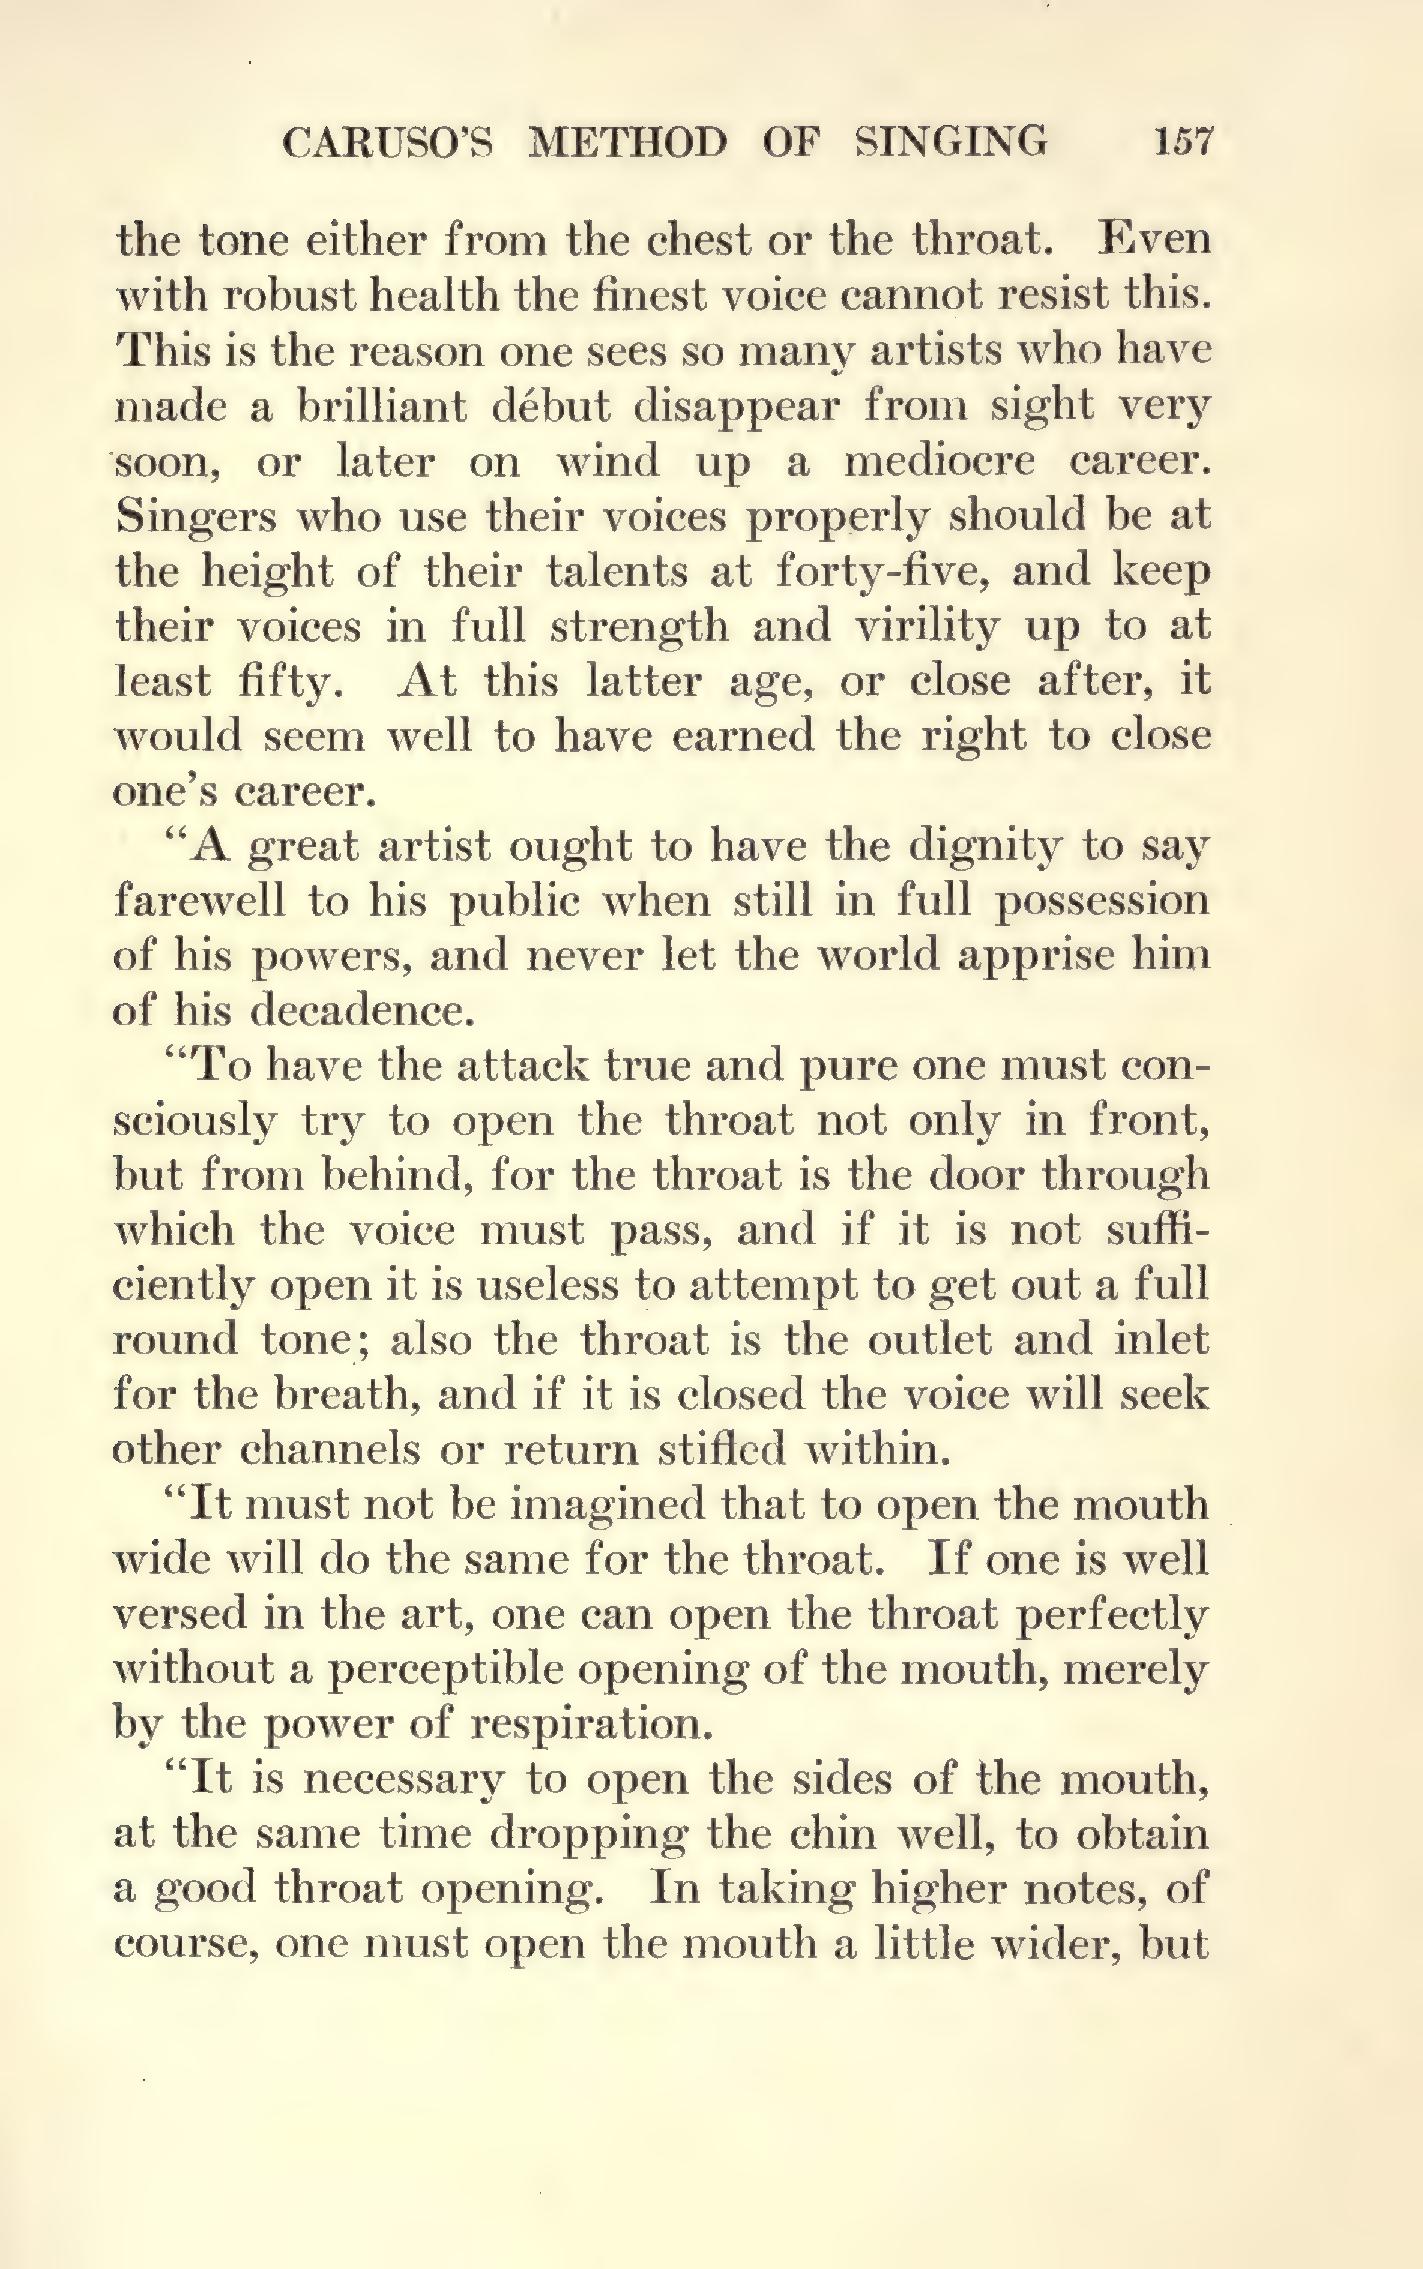 CARUSO'S METHOD OF SINGING 157
the tone either from the chest or the throat. Even
with robust health the finest voice cannot resist this.
This is the reason one sees so many artists who have
made a brilliant début disappear from sight very
soon, or later on wind up a mediocre career.
Singers who use their voices properly should be at
the height of their talents at forty-five, and keep
their voices in full strength and virility up to at
least fifty. At this latter age, or close after, it
would seem well to have earned the right to close
one's career.
"A great artist ought to have the dignity to say
farewell to his public when still in full possession
of his powers, and never let the world apprise him
of his decadence.
"To have the attack true and pure one must con-
sciously try to open the throat not only in front,
but from behind, for the throat is the door through
which the voice must pass, and if it is not suffi-
ciently open it is useless to attempt to get out a full
round tone; also the throat is the outlet and inlet
for the breath, and if it is closed the voice will seek
other channels or return stifled within.
"It must not be imagined that to open the mouth
wide will do the same for the throat. If one is well
versed in the art, one can open the throat perfectly
without a perceptible opening of the mouth, merely
by the power of respiration.
"It is necessary to open the sides of the mouth,
at the same time dropping the chin well, to obtain
a good throat opening. In taking higher notes, of
course, one must open the mouth a little wider, but